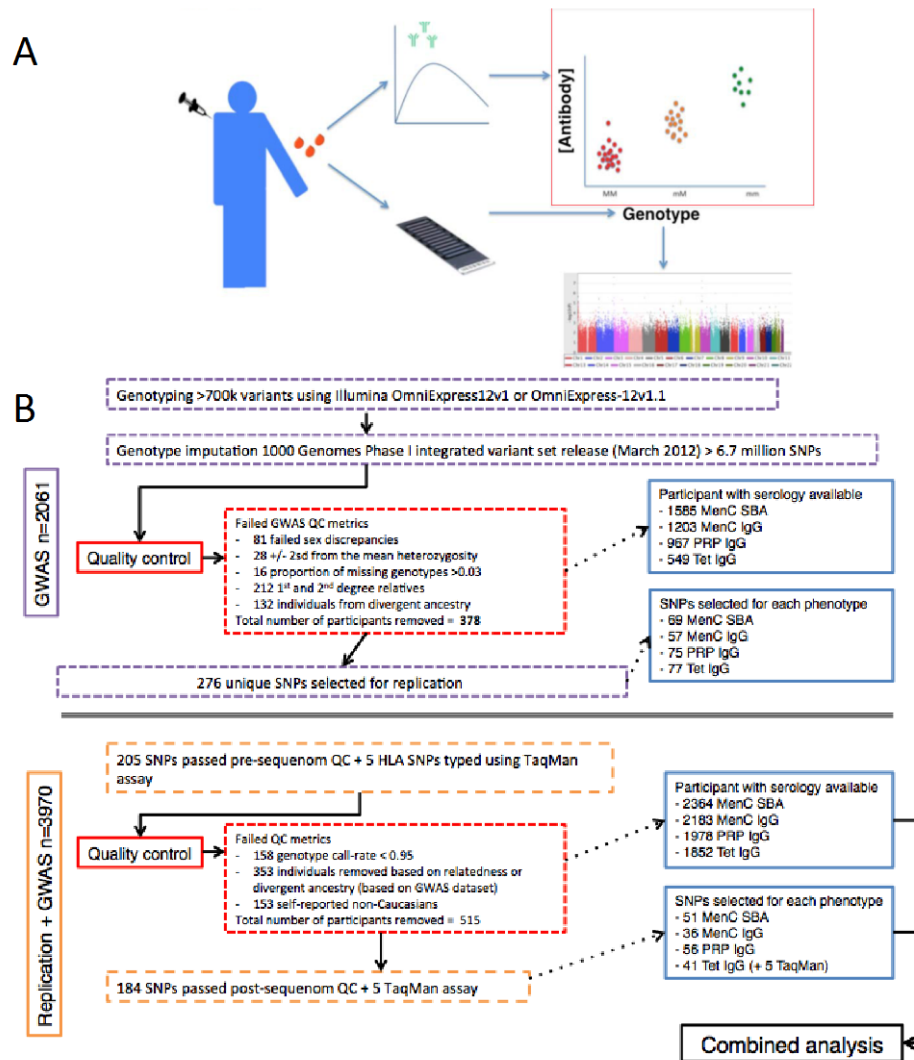 A
[Antibody]
MM
mM
mm
Genotype
B
Genotyping >700k variants using Illumina OmniExpress12v1 or OmniExpress-12v1.1
Genotype imputation 1000 Genomes Phase I integrated variant set release (March 2012) > 6.7 million SNPs
GWAS n=2061
Quality control
Failed GWAS QC metrics
- 81 failed sex discrepancies
- 28 +/- 2sd from the mean heterozygosity
- 16 proportion of missing genotypes >0.03
- 212 1st and 2nd degree relatives
- 132 individuals from divergent ancestry
Total number of participants removed = 378
Participant with serology available
- 1585 MenC SBA
- 1203 MenC IgG
- 967 PRP IgG
- 549 Tet IgG
SNPs selected for each phenotype
- 69 MenC SBA
- 57 MenC IgG
- 75 PRP IgG
- 77 Tet IgG
276 unique SNPs selected for replication
Replication + GWAS n=3970
205 SNPs passed pre-sequenom QC + 5 HLA SNPs typed using TaqMan
assay
Quality control
Failed QC metrics
- 158 genotype call-rate < 0.95
- 353 individuals removed based on relatedness or
divergent ancestry (based on GWAS dataset)
- 153 self-reported non-Caucasians
Total number of participants removed = 515
Participant with serology available
- 2364 MenC SBA
- 2183 MenC IgG
- 1978 PRP IgG
- 1852 Tet IgG
SNPs selected for each phenotype
- 51 MenC SBA
- 36 MenC IgG
- 56 PRP IgG
- 41 Tet IgG (+ 5 TaqMan)
184 SNPs passed post-sequenom QC + 5 TaqMan assay
Combined analysis